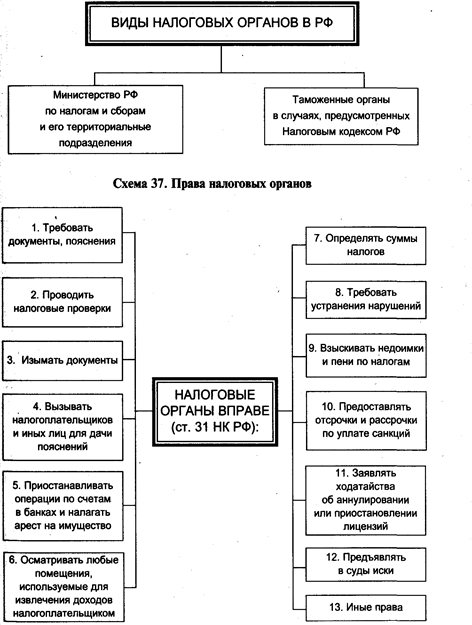 ВИДЫ НАЛОГОВЫХ ОРГАНОВ В РФ
Министерство РФ
по налогам и сборам
и его территориальные
подразделения
Таможенные органы
в случаях, предусмотренных
Налоговым кодексом РФ
Схема 37. Права налоговых органов
1. Требовать
документы, пояснения
2. Проводить
налоговые проверки
3. Изымать документы
4. Вызывать
налогоплательщиков
и иных лиц для дачи
пояснений
5. Приостанавливать
операции по счетам
в банках и налагать
арест на имущество
6. Осматривать любые
помещения,
используемые для
извлечения доходов
налогоплательщиком
НАЛОГОВЫЕ
ОРГАНЫ ВПРАВЕ
(ст. 31 НК РФ):
7. Определять суммы
налогов
8. Требовать
устранения нарушений
9. Взыскивать недоимки
и пени по налогам
10. Предоставлять
отсрочки и рассрочки
по уплате санкций
11. Заявлять
ходатайства
об аннулировании
или приостановлении
лицензий
12. Предъявлять
в суды иски
13. Иные права